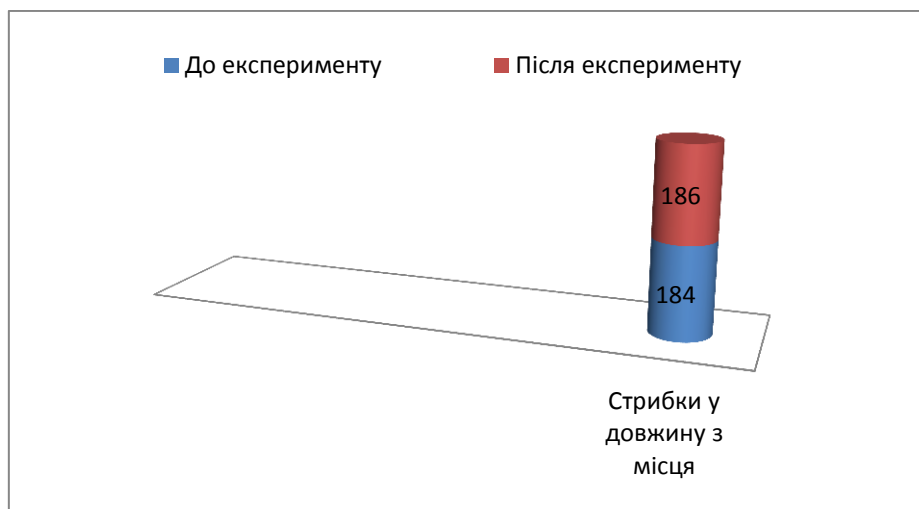 До експерименту
Після експерименту
186
184
Стрибки у
довжину з
місця